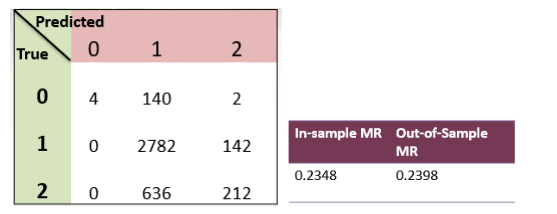 Predicted
True 0 1 2
0 4 140 2
1 0 2782 142
2 0 636 212
In-sample MR Out-of-Sample MR
0.2348 0.2398